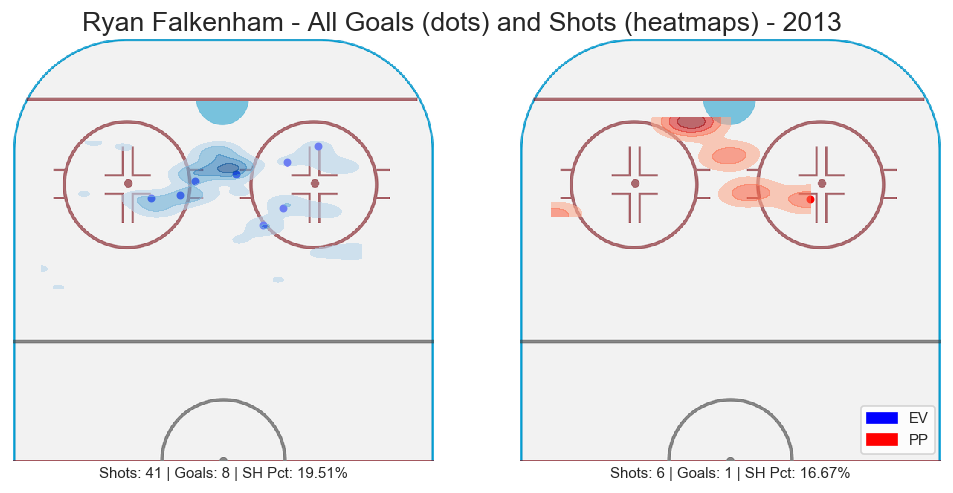 Ryan Falkenham - All Goals (dots) and Shots (heatmaps) - 2013
EV
PP
Shots: 41 | Goals: 8 | SH Pct: 19.51%
Shots: 6 | Goals: 1 | SH Pct: 16.67%